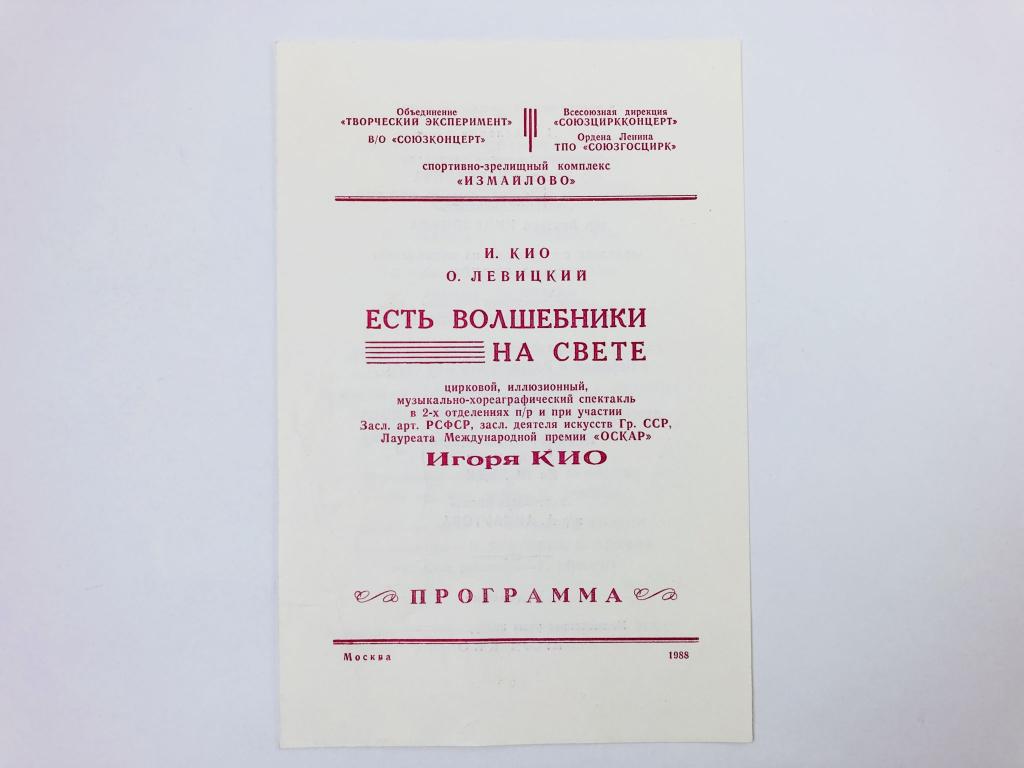 Объединение
«ТВОРЧЕСКИЙ ЭКСПЕРИМЕНТ»
В/О «СОЮЗКОНЦЕРТ»
Всесоюзная дирекция
«СОЮЗЦИРККОНЦЕРТ»
Ордена Ленина
ТПО «СОЮЗГОСЦИРК»
спортивно-зрелищный комплекс
«ИЗМАЙЛОВО»
И. КИО
О. ЛЕВИЦКИЙ
ЕСТЬ ВОЛШЕБНИКИ
НА СВЕТЕ
цирковой, иллюзионный,
музыкально-хореаграфический спектакль
в 2-х отделениях п/р и при участии
Засл. арт. РСФСР, засл. деятеля искусств Гр. ССР,
Лауреата Международной премии «ОСКАР»
Игоря КИО
ПРОГРАММА
Москва 1988